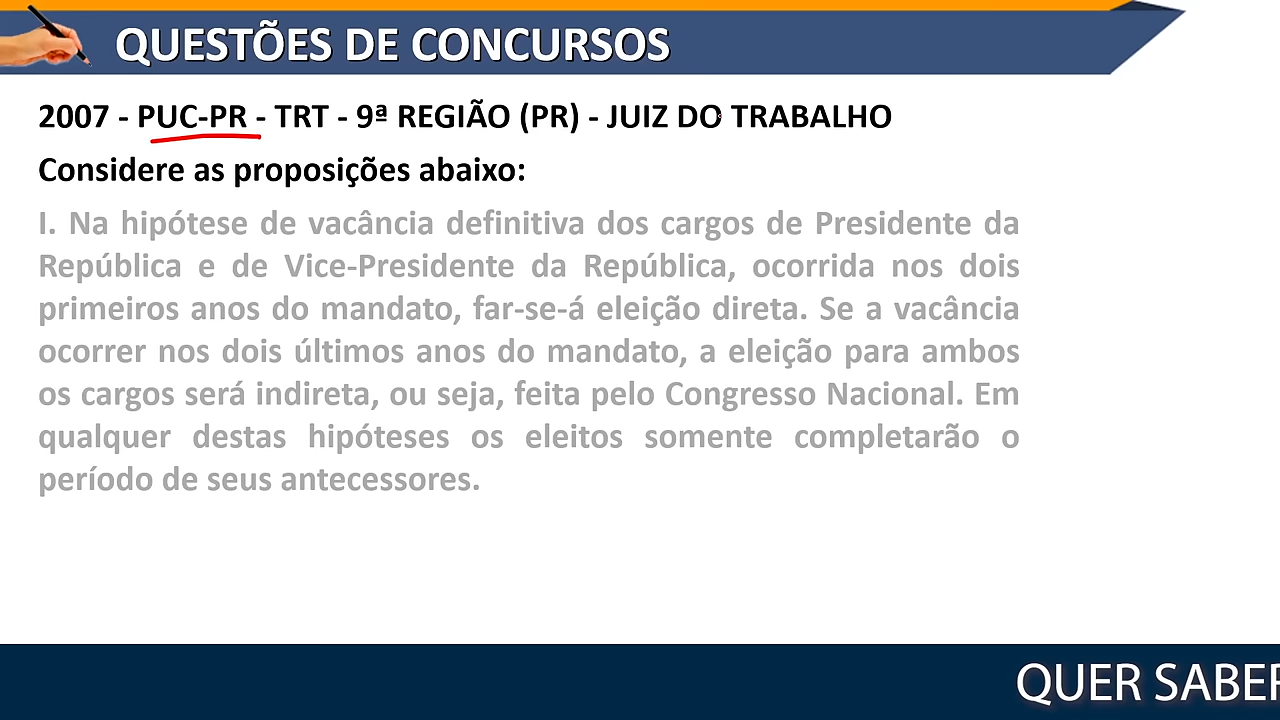 QUESTÕES DE CONCURSOS
2007 - PUC-PR - TRT - 9ª REGIÃO (PR) - JUIZ DO TRABALHO
Considere as proposições abaixo:
I. Na hipótese de vacância definitiva dos cargos de Presidente da
República e de Vice-Presidente da República, ocorrida nos dois
primeiros anos do mandato, far-se-á eleição direta. Se a vacância
ocorrer nos dois últimos anos do mandato, a eleição para ambos
os cargos será indireta, ou seja, feita pelo Congresso Nacional. Em
qualquer destas hipóteses os eleitos somente completarão o
período de seus antecessores.
QUER SABER